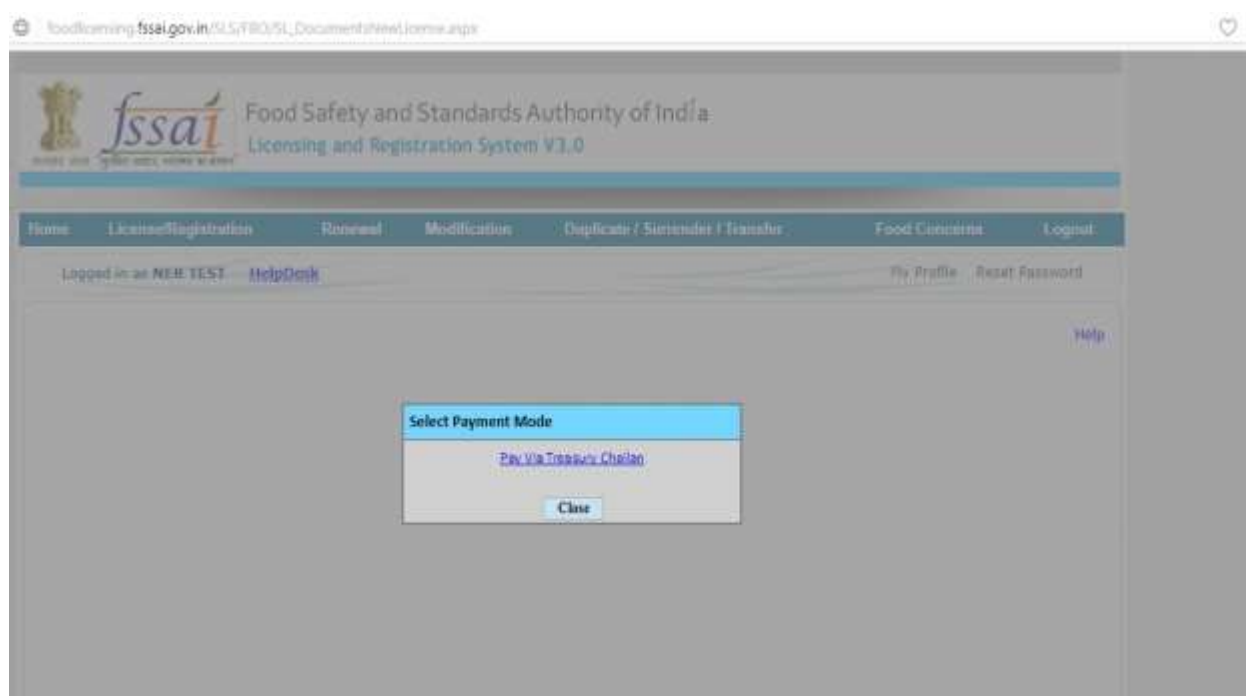 foodlicensing.fssai.gov.in/SLS/FBO/SL_DocumentsNewLicense.aspx
fssai
Food Safety and Standards Authority of India
Licensing and Registration System V3.0
Home License/Registration Renewal Modification Duplicate / Surrender / Transfer Food Concerns Logout
Logged in as NEB TEST HelpDesk My Profile Reset Password
Help
Select Payment Mode
Pay Via Treasury Challan
Close